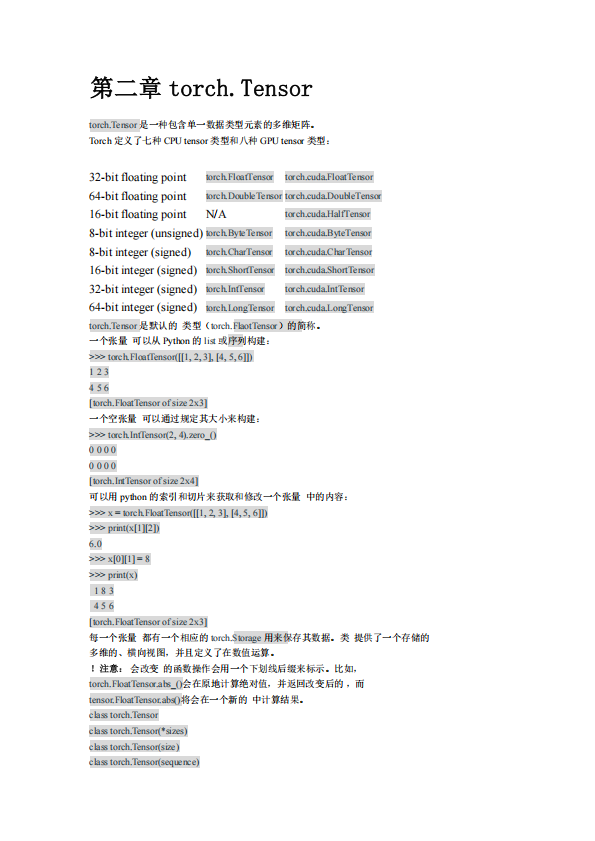 第二章 torch.Tensor
torch.Tensor 是一种包含单一数据类型元素的多维矩阵。
Torch 定义了七种 CPU tensor 类型和八种 GPU tensor 类型：
32-bit floating point torch.FloatTensor torch.cuda.FloatTensor
64-bit floating point torch.DoubleTensor torch.cuda.DoubleTensor
16-bit floating point N/A torch.cuda.HalfTensor
8-bit integer (unsigned) torch.ByteTensor torch.cuda.ByteTensor
8-bit integer (signed) torch.CharTensor torch.cuda.CharTensor
16-bit integer (signed) torch.ShortTensor torch.cuda.ShortTensor
32-bit integer (signed) torch.IntTensor torch.cuda.IntTensor
64-bit integer (signed) torch.LongTensor torch.cuda.LongTensor
torch.Tensor 是默认的 类型（torch.FlaotTensor）的简称。
一个张量 可以从 Python 的 list 或序列构建：
>>> torch.FloatTensor([[1, 2, 3], [4, 5, 6]])
1 2 3
4 5 6
[torch.FloatTensor of size 2x3]
一个空张量 可以通过规定其大小来构建：
>>> torch.IntTensor(2, 4).zero_()
0 0 0 0
0 0 0 0
[torch.IntTensor of size 2x4]
可以用 python 的索引和切片来获取和修改一个张量 中的内容：
>>> x = torch.FloatTensor([[1, 2, 3], [4, 5, 6]])
>>> print(x[1][2])
6.0
>>> x[0][1] = 8
>>> print(x)
1 8 3
4 5 6
[torch.FloatTensor of size 2x3]
每一个张量 都有一个相应的 torch.Storage 用来保存其数据。类 提供了一个存储的
多维的、横向视图，并且定义了在数值运算。
！注意： 会改变 的函数操作会用一个下划线后缀来标示。比如，
torch.FloatTensor.abs_()会在原地计算绝对值，并返回改变后的 ，而
tensor.FloatTensor.abs()将会在一个新的 中计算结果。
class torch.Tensor
class torch.Tensor(*sizes)
class torch.Tensor(size)
class torch.Tensor(sequence)